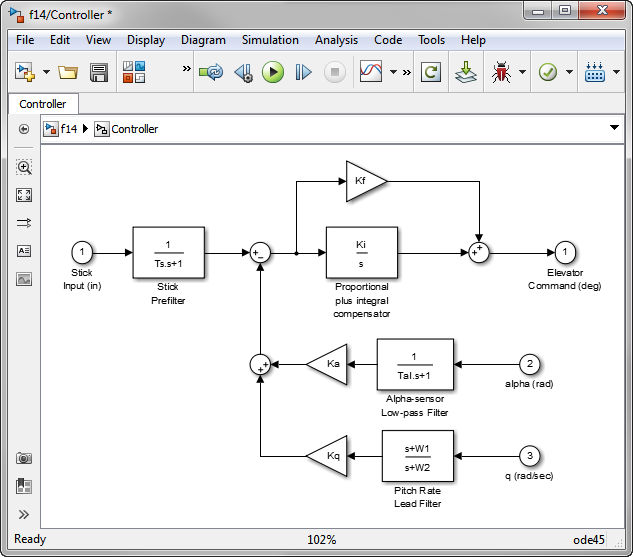 f14/Controller *
File Edit View Display Diagram Simulation Analysis Code Tools Help
» »
Controller
f14 Controller
Kf
1
1
Ts.s+1
+
−
Ki
s
+
+
1
Stick
Input (in)
Stick
Prefilter
Proportional
plus integral
compensator
Elevator
Command (deg)
+
+
Ka
1
Tal.s+1
2
alpha (rad)
Alpha-sensor
Low-pass Filter
Kq
s+W1
s+W2
3
q (rad/sec)
Pitch Rate
Lead Filter
»
Ready 102% ode45